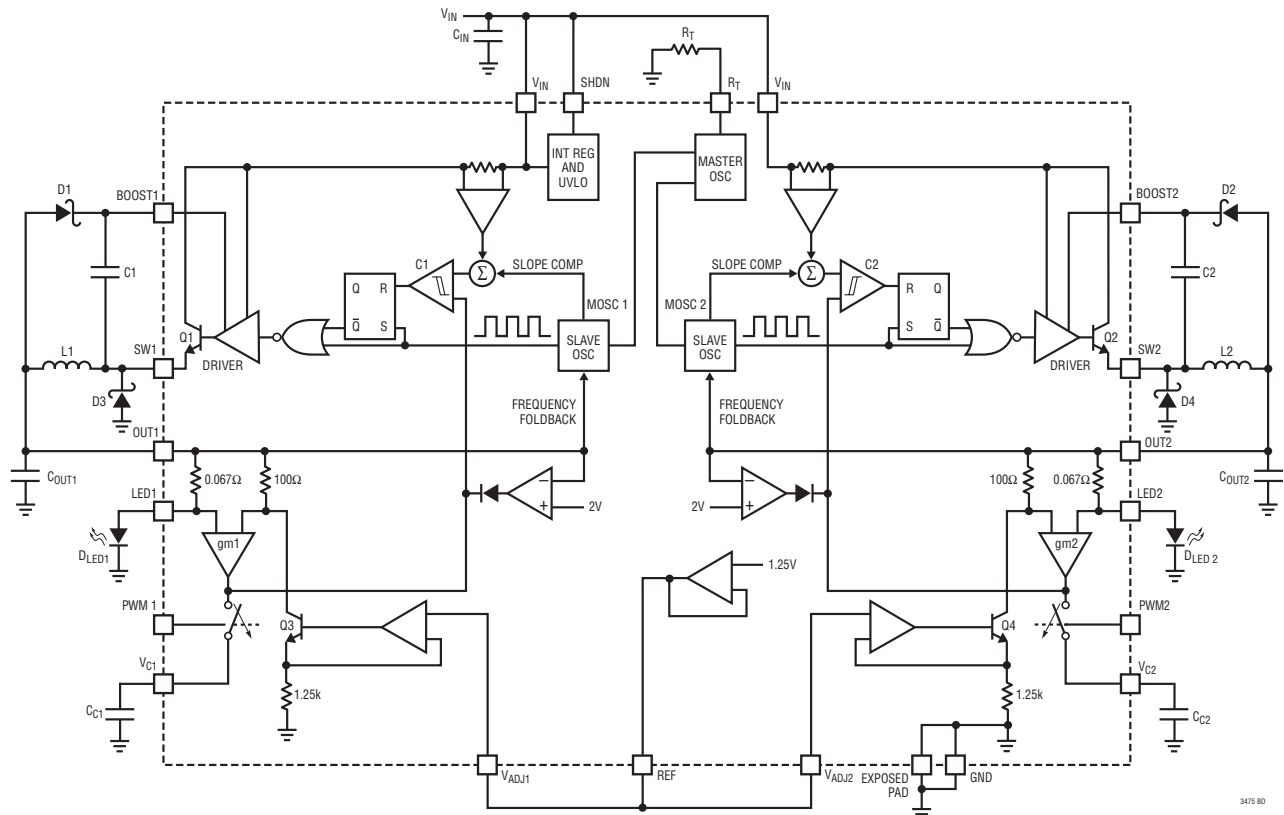 VIN
CIN
RT
VIN
SHDN
RT
VIN
INT REG
AND
UVLO
MASTER
OSC
D1
BOOST1
BOOST2
D2
C1
C1
Σ
SLOPE COMP
SLOPE COMP
Σ
C2
C2
Q
R
Q
S
MOSC 1
MOSC 2
R
Q
S
Q
SLAVE
OSC
SLAVE
OSC
Q1
DRIVER
DRIVER
Q2
L1
SW1
SW2
L2
D3
D4
FREQUENCY
FOLDBACK
FREQUENCY
FOLDBACK
OUT1
OUT2
COUT1
0.067Ω
100Ω
100Ω
0.067Ω
COUT2
LED1
LED2
−
+
2V
2V
−
+
DLED1
gm1
gm2
DLED 2
1.25V
PWM 1
PWM2
Q3
Q4
VC1
VC2
1.25k
1.25k
CC1
CC2
VADJ1
REF
VADJ2
EXPOSED
PAD
GND
3475 BD